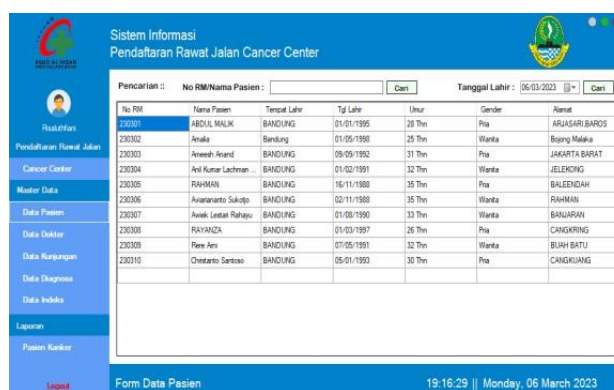 Sistem Informasi
Pendaftaran Rawat Jalan Cancer Center
RSUD AL IHSAN
Pencarian :: No RM/Nama Pasien : Cari Tanggal Lahir : 06/03/2023 Cari
Raaluthfani
Pendaftaran Rawat Jalan
Cancer Center
Master Data
Data Pasien
Data Dokter
Data Kunjungan
Data Diagnosa
Data Indeks
Laporan
Pasien Kanker
Logout
No RM Nama Pasien Tempat Lahir Tgl Lahir Umur Gender Alamat
230301 ABDUL MALIK BANDUNG 01/01/1995 28 Thn Pria ARJASARI,BAROS
230302 Amalia Bandung 01/05/1998 25 Thn Wanita Bojong Malaka
230303 Ameesh Anand BANDUNG 09/09/1992 31 Thn Pria JAKARTA BARAT
230304 Anil Kumar Lachman ... BANDUNG 01/02/1991 32 Thn Pria JELEKONG
230305 RAHMAN BANDUNG 16/11/1988 35 Thn Pria BALEENDAH
230306 Aviariananto Sukotjo BANDUNG 02/11/1988 35 Thn Pria RAHMAN
230307 Awiek Lestari Rahayu BANDUNG 01/08/1990 33 Thn Wanita BANJARAN
230308 RAYANZA BANDUNG 01/03/1997 26 Thn Pria CANGKRING
230309 Rere Ami BANDUNG 07/05/1991 32 Thn Wanita BUAH BATU
230310 Christanto Santoso BANDUNG 05/01/1993 30 Thn Pria CANGKUANG
Form Data Pasien 19:16:29 || Monday, 06 March 2023